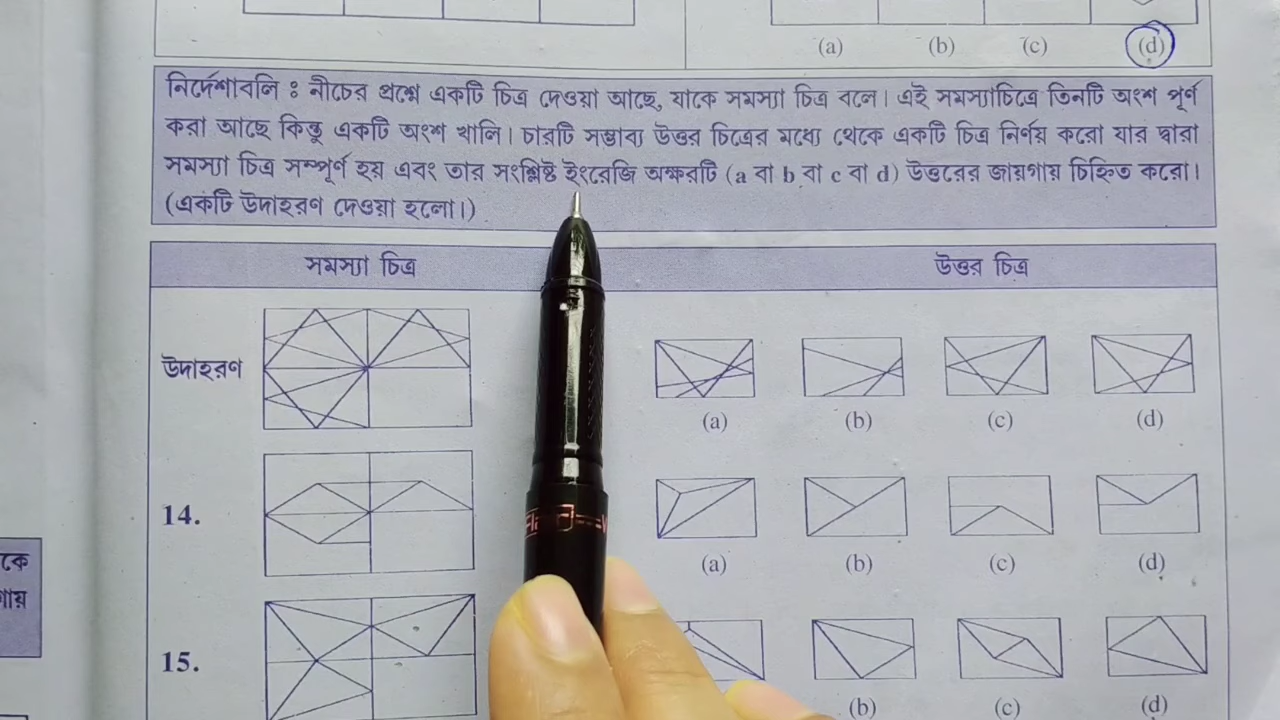 (a) (b) (c) (d)
নির্দেশাবলি ঃ নীচের প্রশ্নে একটি চিত্র দেওয়া আছে, যাকে সমস্যা চিত্র বলে। এই সমস্যাচিত্রে তিনটি অংশ পূর্ণ
করা আছে কিন্তু একটি অংশ খালি। চারটি সম্ভাব্য উত্তর চিত্রের মধ্যে থেকে একটি চিত্র নির্ণয় করো যার দ্বারা
সমস্যা চিত্র সম্পূর্ণ হয় এবং তার সংশ্লিষ্ট ইংরেজি অক্ষরটি (a বা b বা c বা d) উত্তরের জায়গায় চিহ্নিত করো।
(একটি উদাহরণ দেওয়া হলো।)
সমস্যা চিত্র উত্তর চিত্র
উদাহরণ
(a) (b) (c) (d)
14.
(a) (b) (c) (d)
15.
(b) (c) (d)